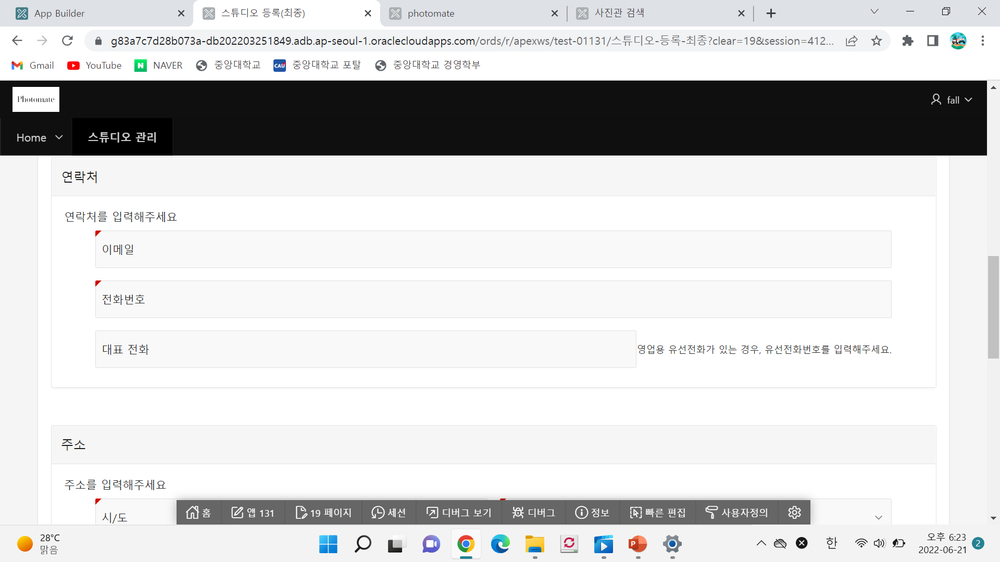 App Builder
스튜디오 등록(최종)
photomate
사진관 검색
g83a7c7d28b073a-db202203251849.adb.ap-seoul-1.oraclecloudapps.com/ords/r/apexws/test-01131/스튜디오-등록-최종?clear=19&session=412...
Gmail
YouTube
NAVER
중앙대학교
중앙대학교 포탈
중앙대학교 경영학부
Photomate
fall
Home
스튜디오 관리
연락처
연락처를 입력해주세요
이메일
전화번호
대표 전화
영업용 유선전화가 있는 경우, 유선전화번호를 입력해주세요.
주소
주소를 입력해주세요
시/도
홈
앱 131
19 페이지
세션
디버그 보기
디버그
정보
빠른 편집
사용자정의
28°C
맑음
한
오후 6:23
2022-06-21
2